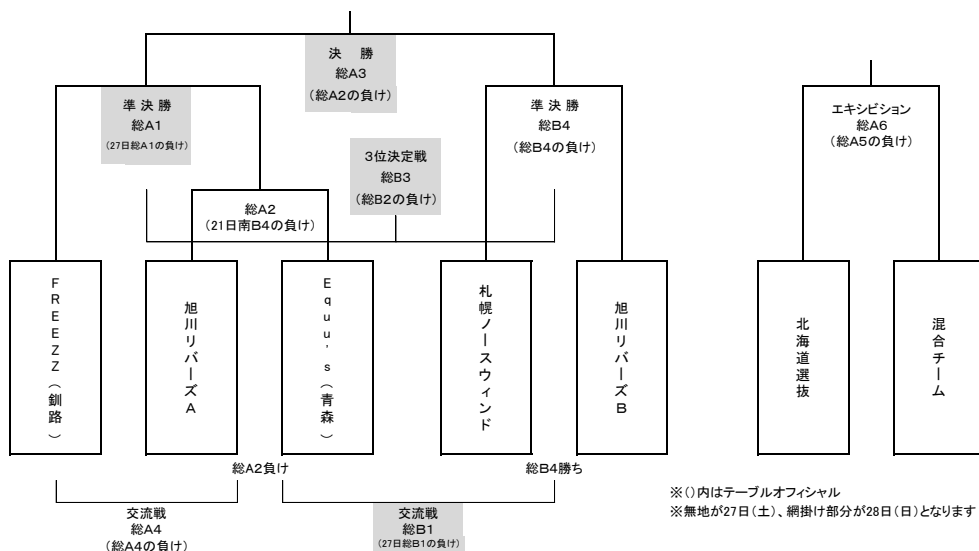 決　勝
総A3
(総A2の負け)
準決勝
総A1
(27日総A1の負け)
準決勝
総B4
(総B4の負け)
エキシビション
総A6
(総A5の負け)
3位決定戦
総B3
(総B2の負け)
総A2
(21日南B4の負け)
FREEZZ(釧路)
旭川リバーズA
Equu's(青森)
札幌ノースウィンド
旭川リバーズB
北海道選抜
混合チーム
総A2負け
総B4勝ち
交流戦
総A4
(総A4の負け)
交流戦
総B1
(27日総B1の負け)
※()内はテーブルオフィシャル
※無地が27日(土)、網掛け部分が28日(日)となります